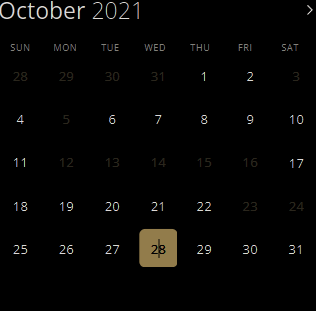 October 2021 >
SUN MON TUE WED THU FRI SAT
28 29 30 31 1 2 3
4 5 6 7 8 9 10
11 12 13 14 15 16 17
18 19 20 21 22 23 24
25 26 27 28 29 30 31